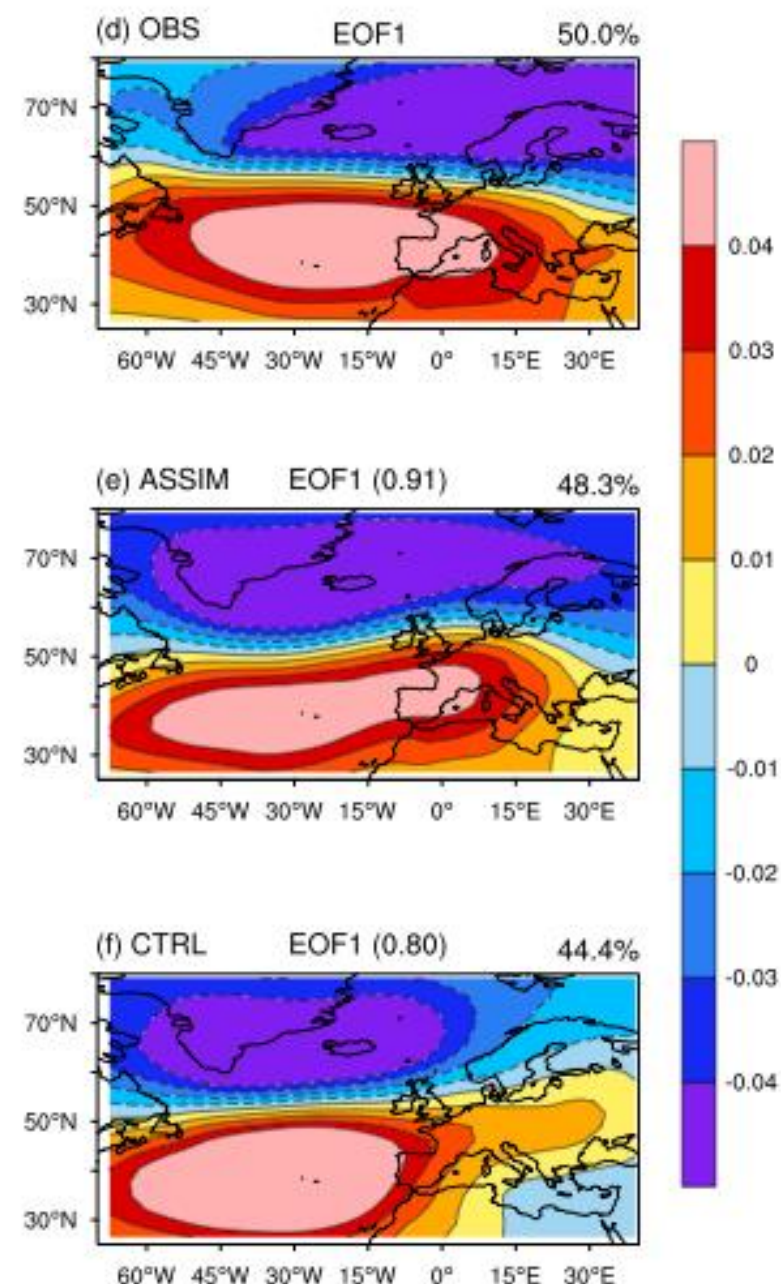 (d) OBS EOF1 50.0%
70°N
50°N
30°N
60°W 45°W 30°W 15°W 0° 15°E 30°E
(e) ASSIM EOF1 (0.91) 48.3%
70°N
50°N
30°N
60°W 45°W 30°W 15°W 0° 15°E 30°E
(f) CTRL EOF1 (0.80) 44.4%
70°N
50°N
30°N
60°W 45°W 30°W 15°W 0° 15°E 30°E
0.04
0.03
0.02
0.01
0
-0.01
-0.02
-0.03
-0.04